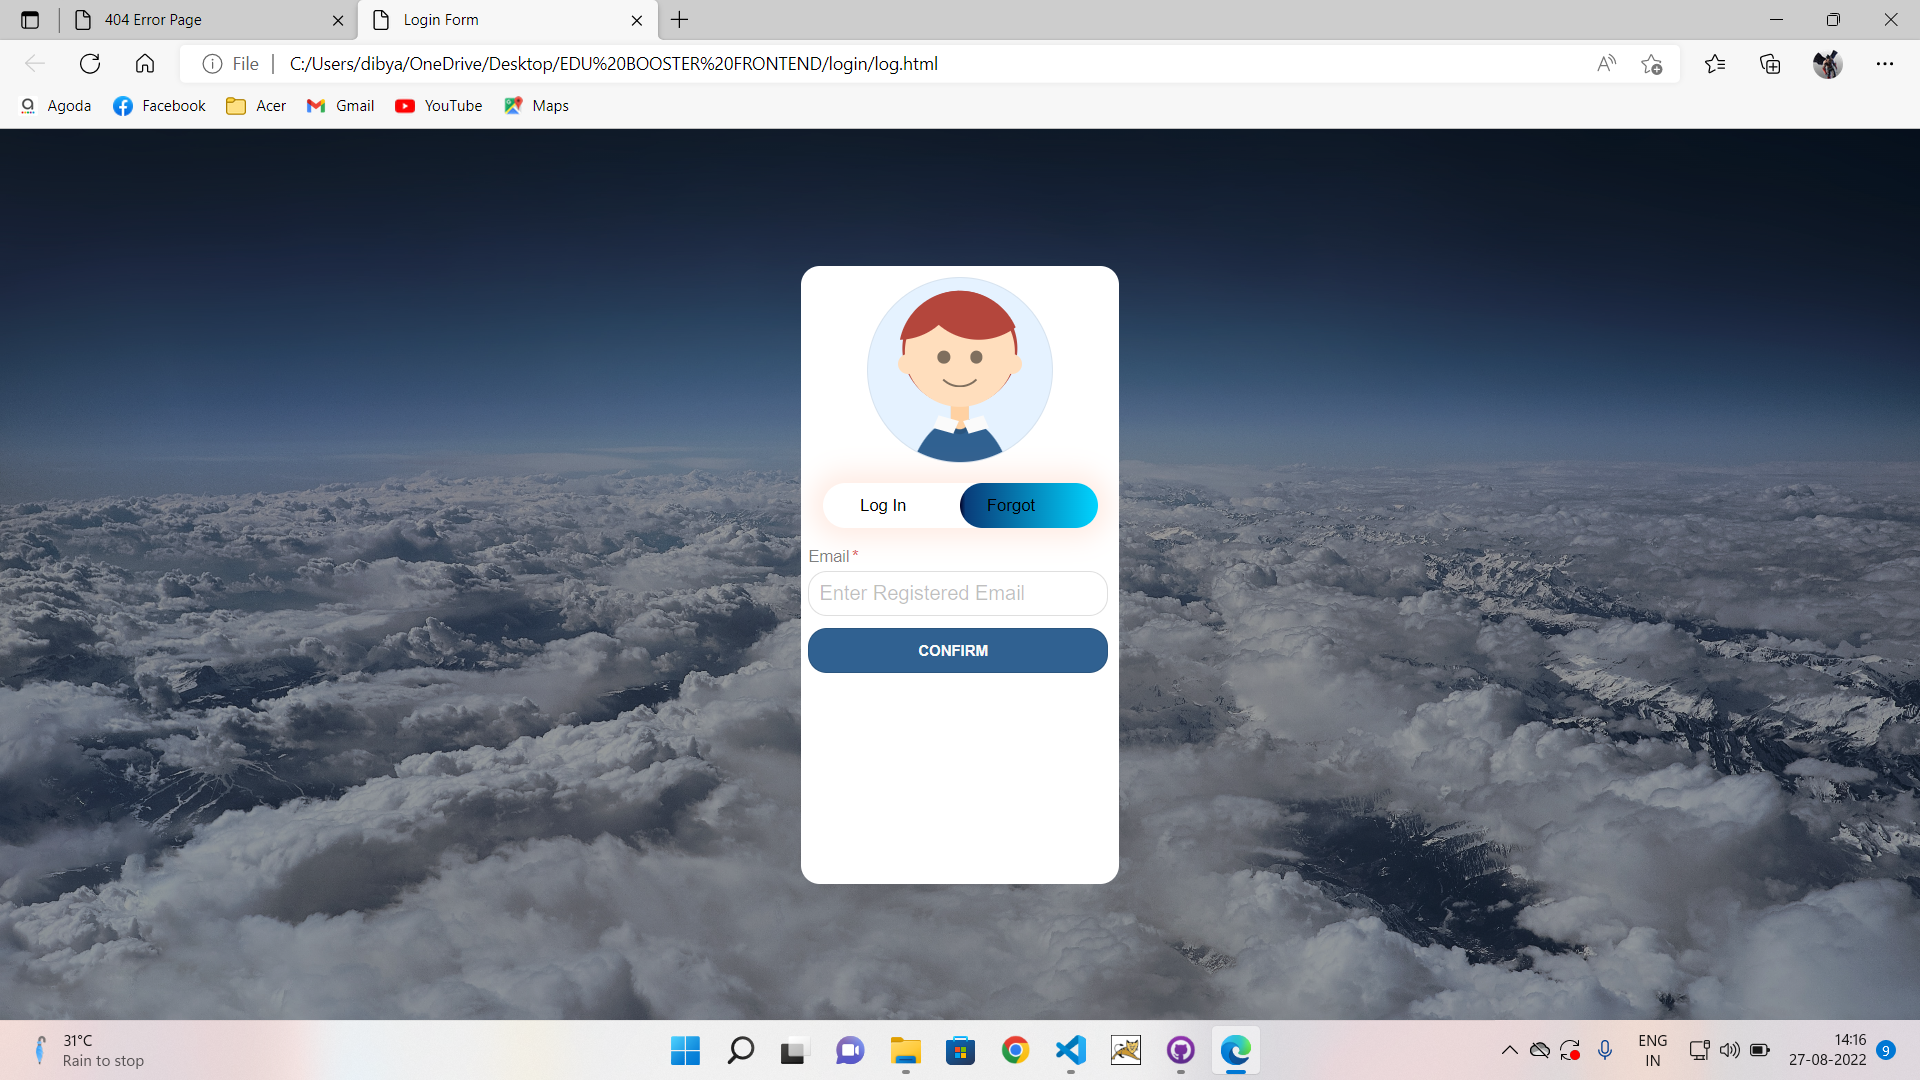 404 Error Page
Login Form
File
C:/Users/dibya/OneDrive/Desktop/EDU%20BOOSTER%20FRONTEND/login/log.html
Agoda
Facebook
Acer
Gmail
YouTube
Maps
Log In
Forgot
Email*
Enter Registered Email
CONFIRM
31°C
Rain to stop
ENG
IN
14:16
27-08-2022
9